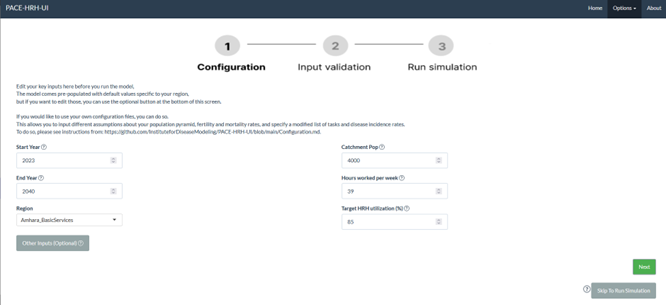 PACE-HRH-UI
Home Options About
1 2 3
Configuration Input validation Run simulation
Edit your key inputs here before you run the model.
The model comes pre-populated with default values specific to your region,
but if you want to edit those, you can use the optional button at the bottom of this screen.
If you would like to use your own configuration files, you can do so.
This allows you to input different assumptions about your population pyramid, fertility and mortality rates, and specify a modified list of tasks and disease incidence rates.
To do so, please see instructions from: https://github.com/InstituteforDiseaseModeling/PACE-HRH-UI/blob/main/Configuration.md.
Start Year ?
2023
Catchment Pop ?
4000
End Year ?
2040
Hours worked per week ?
39
Region
Amhara_BasicServices
Target HRH utilization (%) ?
85
Other Inputs (Optional) ?
Next
? Skip To Run Simulation